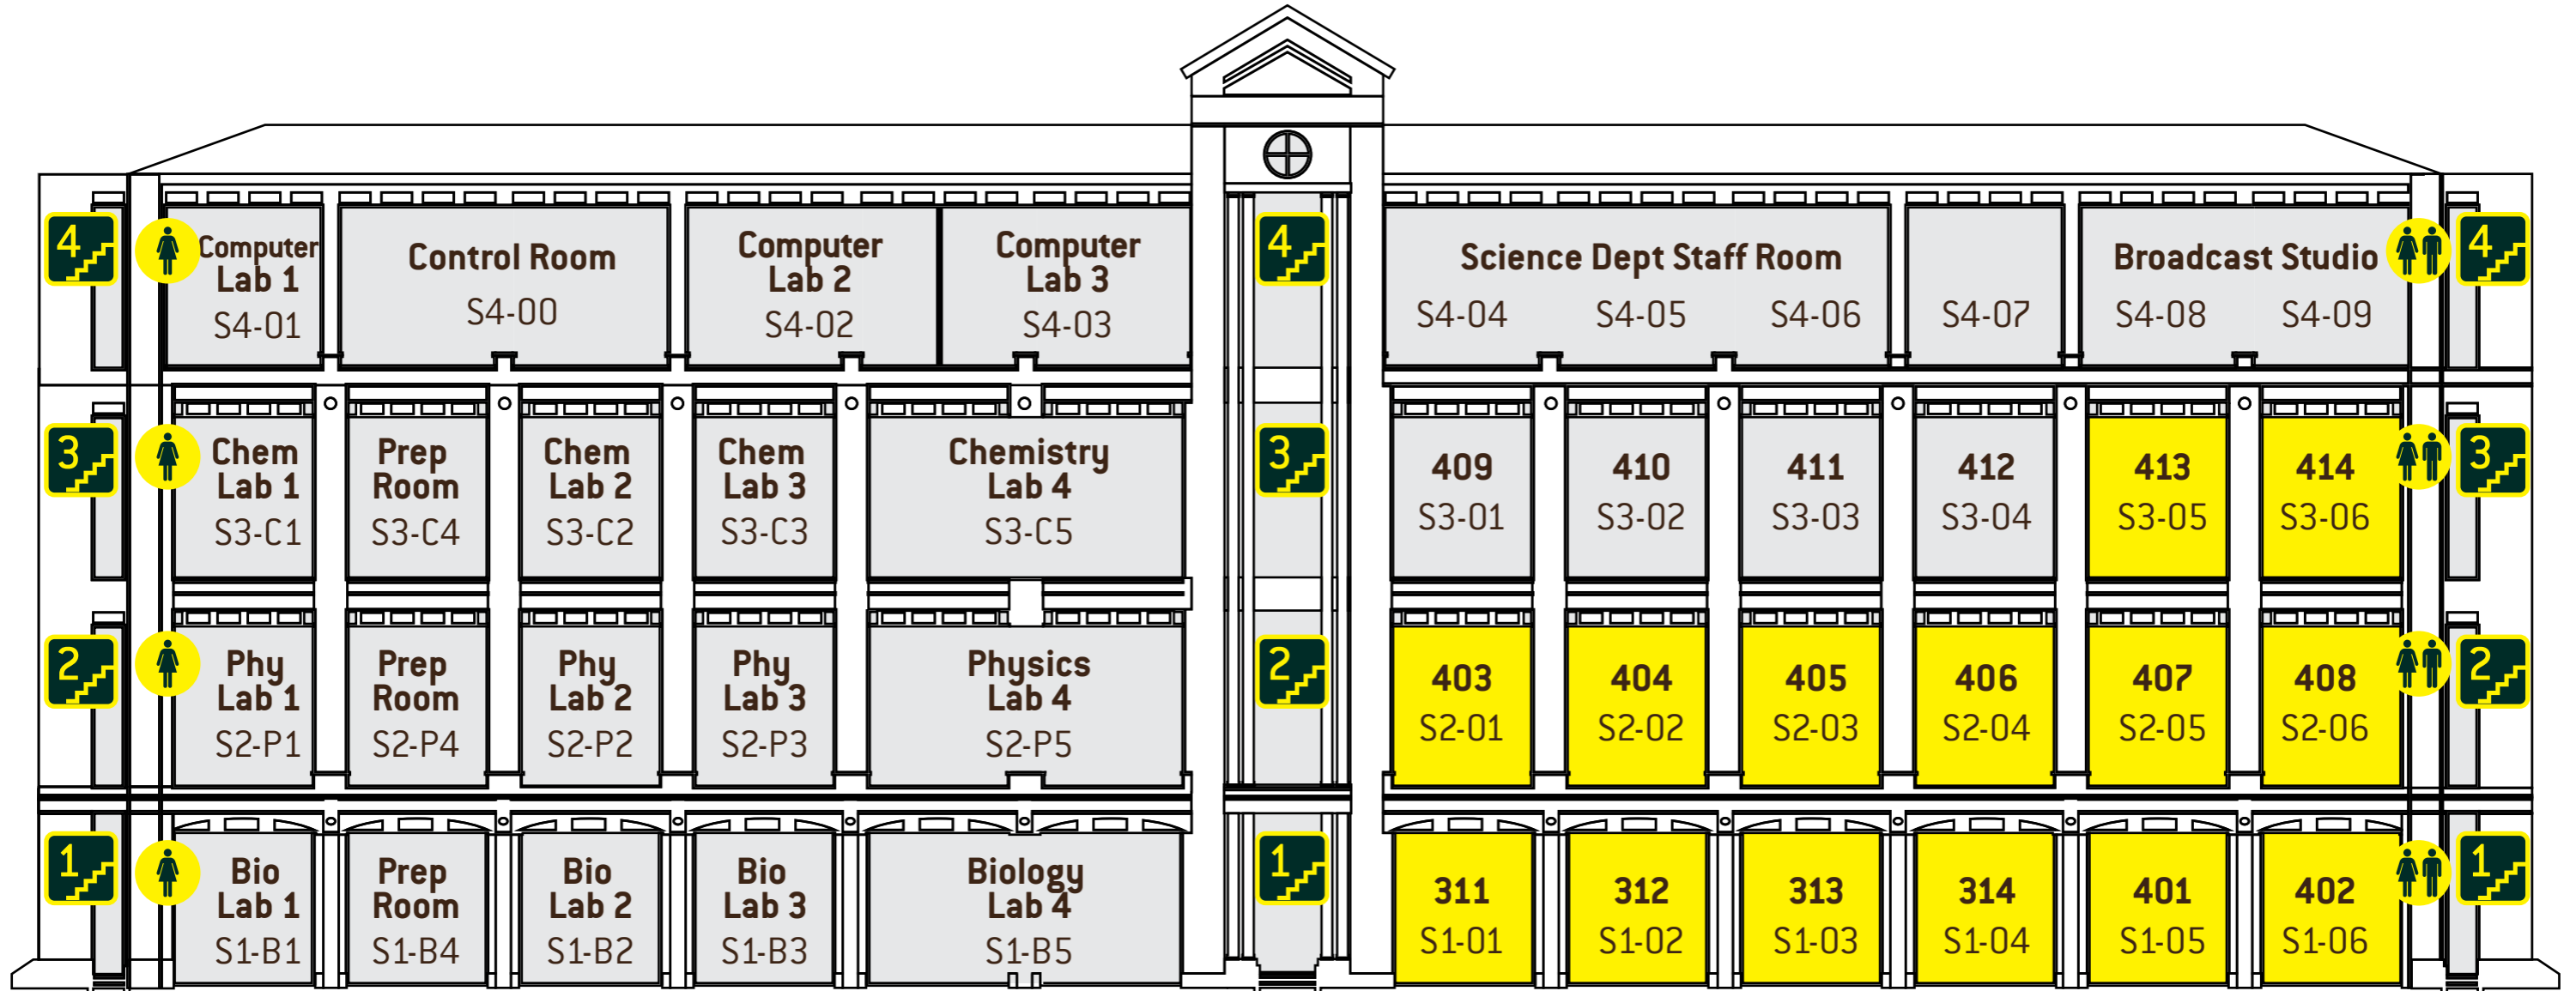 4
Computer
Lab 1
S4-01
Control Room
S4-00
Computer
Lab 2
S4-02
Computer
Lab 3
S4-03
4
Science Dept Staff Room
S4-04 S4-05 S4-06
S4-07
Broadcast Studio
S4-08 S4-09
4
3
Chem
Lab 1
S3-C1
Prep
Room
S3-C4
Chem
Lab 2
S3-C2
Chem
Lab 3
S3-C3
Chemistry
Lab 4
S3-C5
3
409
S3-01
410
S3-02
411
S3-03
412
S3-04
413
S3-05
414
S3-06
3
2
Phy
Lab 1
S2-P1
Prep
Room
S2-P4
Phy
Lab 2
S2-P2
Phy
Lab 3
S2-P3
Physics
Lab 4
S2-P5
2
403
S2-01
404
S2-02
405
S2-03
406
S2-04
407
S2-05
408
S2-06
2
1
Bio
Lab 1
S1-B1
Prep
Room
S1-B4
Bio
Lab 2
S1-B2
Bio
Lab 3
S1-B3
Biology
Lab 4
S1-B5
1
311
S1-01
312
S1-02
313
S1-03
314
S1-04
401
S1-05
402
S1-06
1